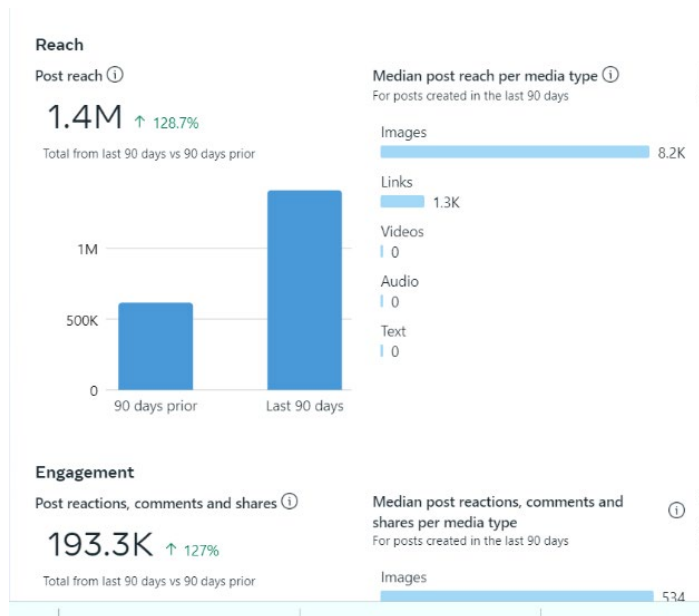 Reach
Post reach
1.4M ↑ 128.7%
Total from last 90 days vs 90 days prior
1M
500K
0
90 days prior
Last 90 days
Median post reach per media type
For posts created in the last 90 days
Images
8.2K
Links
1.3K
Videos
0
Audio
0
Text
0
Engagement
Post reactions, comments and shares
193.3K ↑ 127%
Total from last 90 days vs 90 days prior
Median post reactions, comments and
shares per media type
For posts created in the last 90 days
Images
534